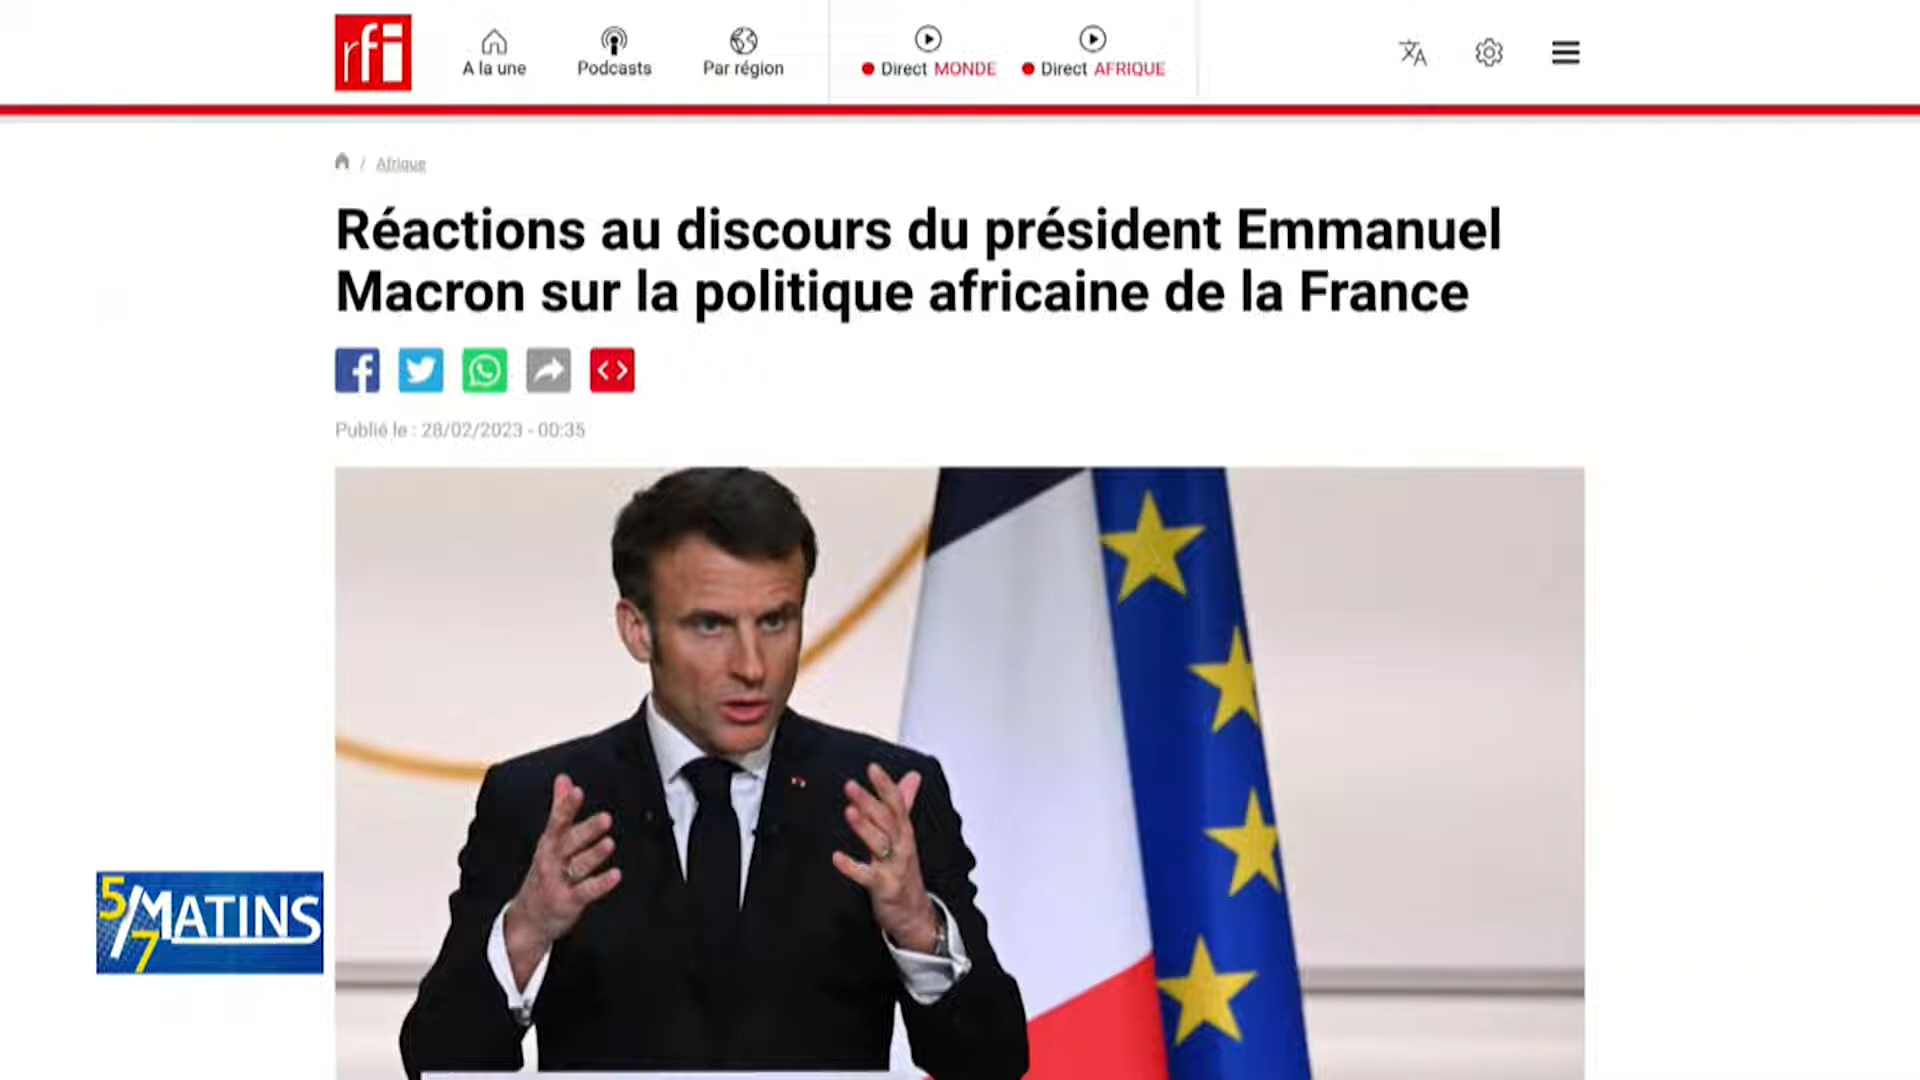 rfi
A la une
Podcasts
Par région
Direct MONDE
Direct AFRIQUE
/ Afrique
Réactions au discours du président Emmanuel
Macron sur la politique africaine de la France
Publié le : 28/02/2023 - 00:35
5/7 MATINS